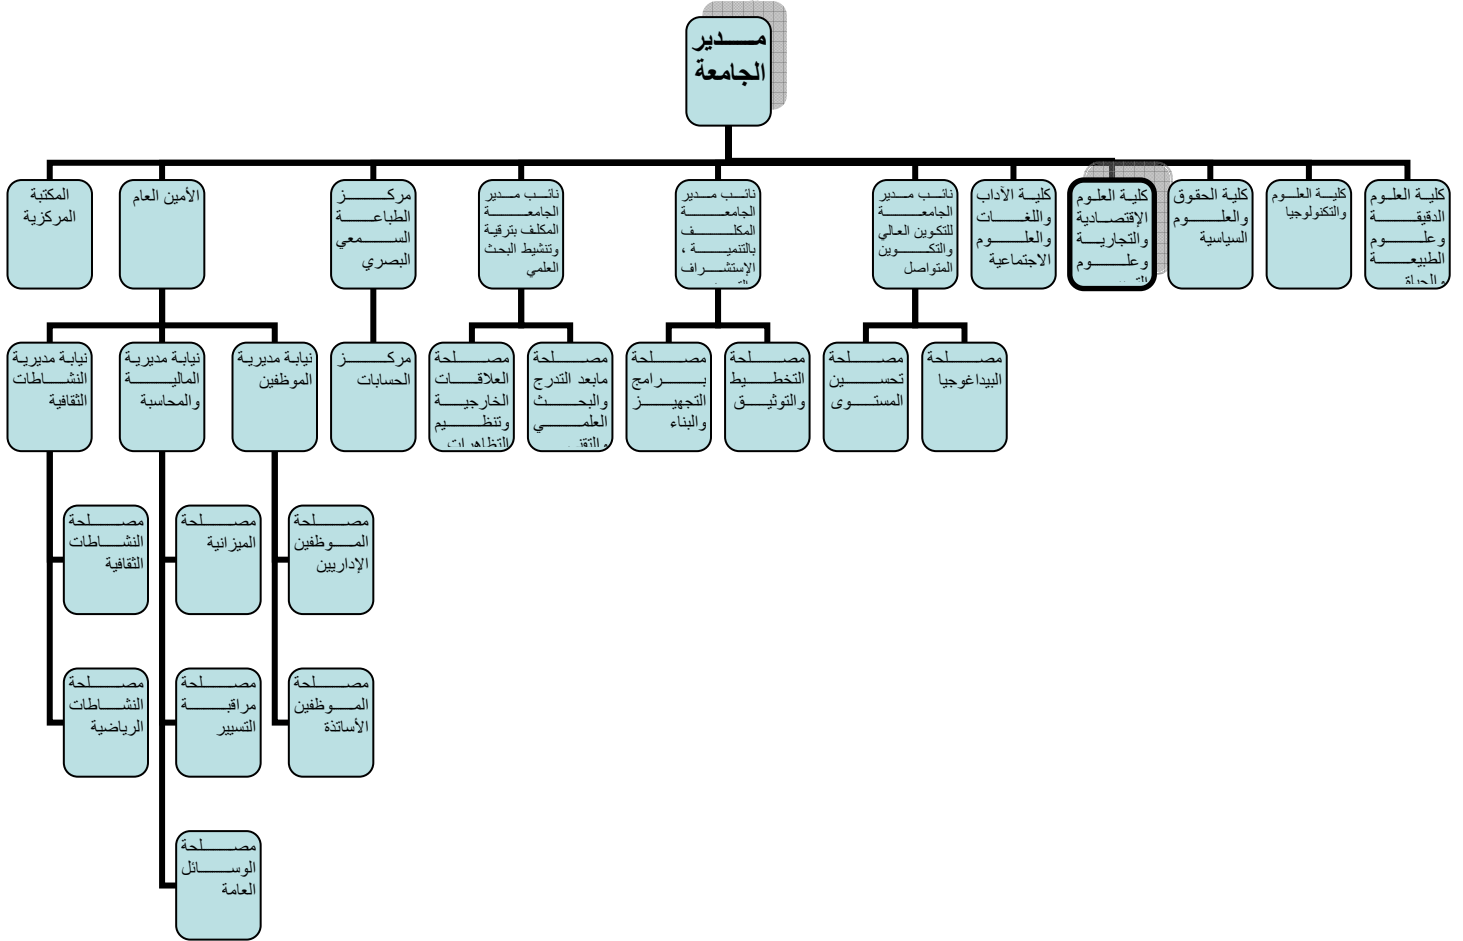 مدير
الجامعة
كلية العلوم
الدقيقة
وعلوم
الطبيعة
والحياة
كلية العلوم
والتكنولوجيا
كلية الحقوق
والعلوم
السياسية
كلية العلوم
الإقتصادية
والتجارية
وعلوم
كلية الآداب
واللغات
والعلوم
الاجتماعية
نائب مدير
الجامعة
للتكوين العالي
والتكوين
المتواصل
نائب مدير
الجامعة
المكلف
بالتنمية ،
الإستشراف
نائب مدير
الجامعة
المكلف بترقية
وتنشيط البحث
العلمي
مركز
الطباعة
السمعي
البصري
الأمين العام
المكتبة
المركزية
مصلحة
البيداغوجيا
مصلحة
تحسين
المستوى
مصلحة
التخطيط
والتوثيق
مصلحة
برامج
التجهيز
والبناء
مصلحة
مابعد التدرج
والبحث
العلمي
والتقني
مصلحة
العلاقات
الخارجية
وتنظيم
التظاهرات
مركز
الحسابات
نيابة مديرية
الموظفين
نيابة مديرية
المالية
والمحاسبة
نيابة مديرية
النشاطات
الثقافية
مصلحة
الموظفين
الإداريين
مصلحة
الميزانية
مصلحة
النشاطات
الثقافية
مصلحة
الموظفين
الأساتذة
مصلحة
مراقبة
التسيير
مصلحة
النشاطات
الرياضية
مصلحة
الوسائل
العامة